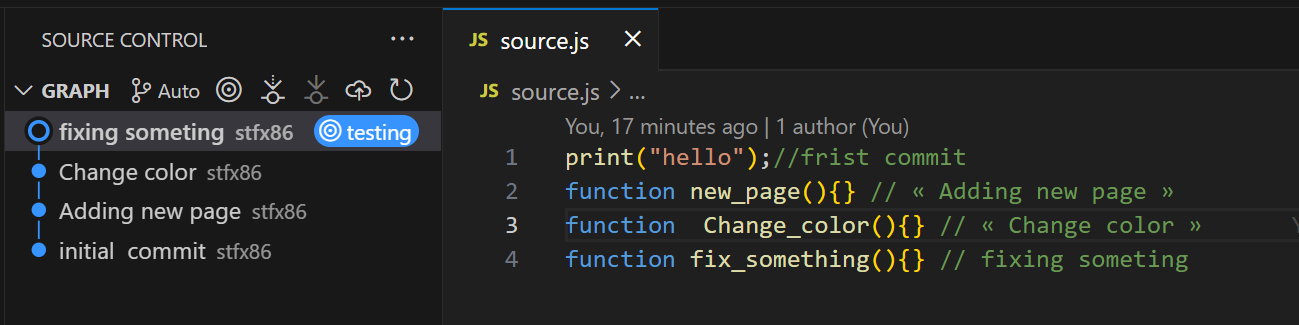 SOURCE CONTROL ...
GRAPH Auto
fixing someting stfx86 testing
Change color stfx86
Adding new page stfx86
initial commit stfx86
JS source.js ×
JS source.js > ...
You, 17 minutes ago | 1 author (You)
1 print("hello");//frist commit
2 function new_page(){} // « Adding new page »
3 function  Change_color(){} // « Change color »
4 function fix_something(){} // fixing someting